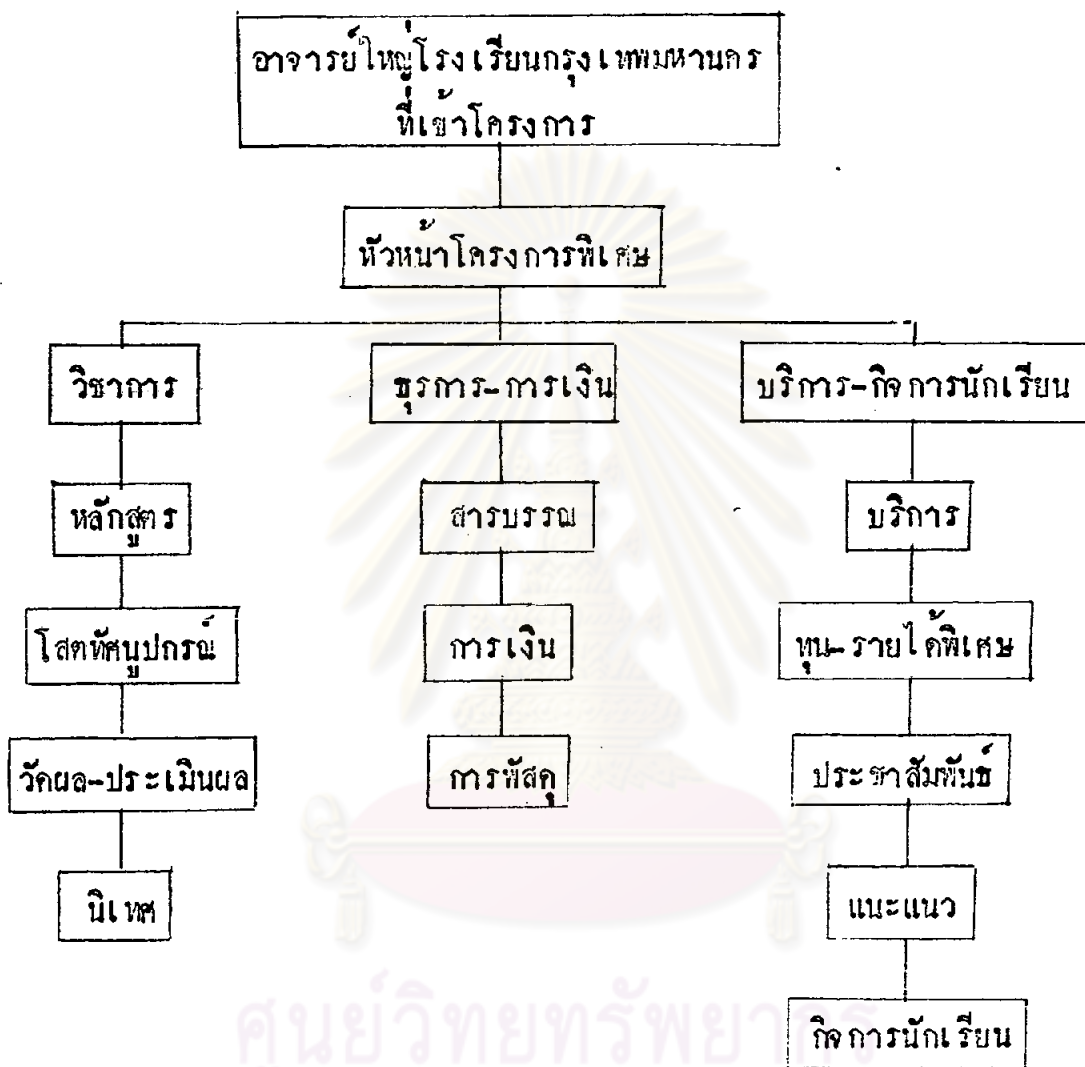 อาจารย์ใหญ่โรงเรียนกรุงเทพมหานคร
ที่เข้าโครงการ
หัวหน้าโครงการพิเศษ
วิชาการ
ธุรการ-การเงิน
บริการ-กิจการนักเรียน
หลักสูตร
สารบรรณ
บริการ
โสตทัศนูปกรณ์
การเงิน
ทุน-รายได้พิเศษ
วัดผล-ประเมินผล
การพัสดุ
ประชาสัมพันธ์
นิเทศ
แนะแนว
กิจการนักเรียน
ศูนย์วิทยทรัพยากร